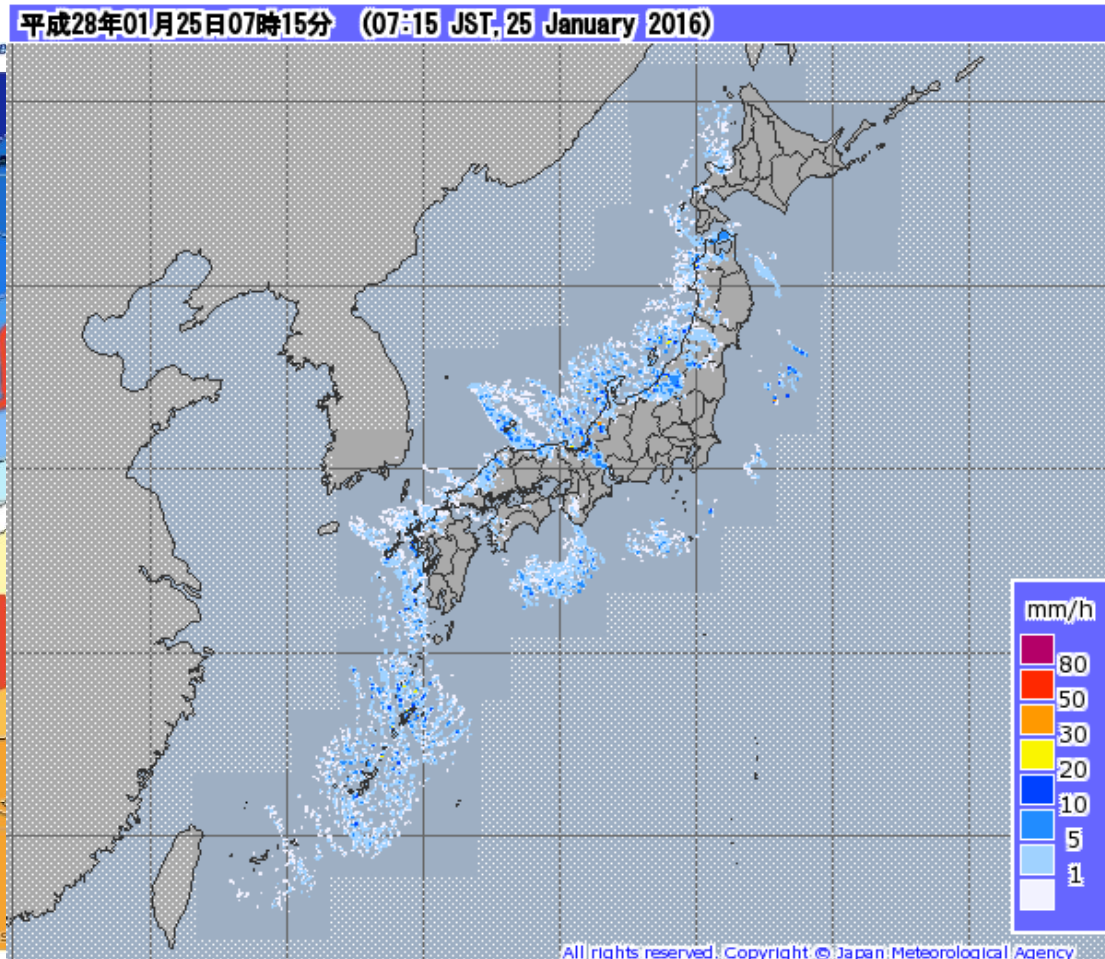 平成28年01月25日07時15分 (07:15 JST, 25 January 2016)
mm/h
80
50
30
20
10
5
1
All rights reserved. Copyright © Japan Meteorological Agency